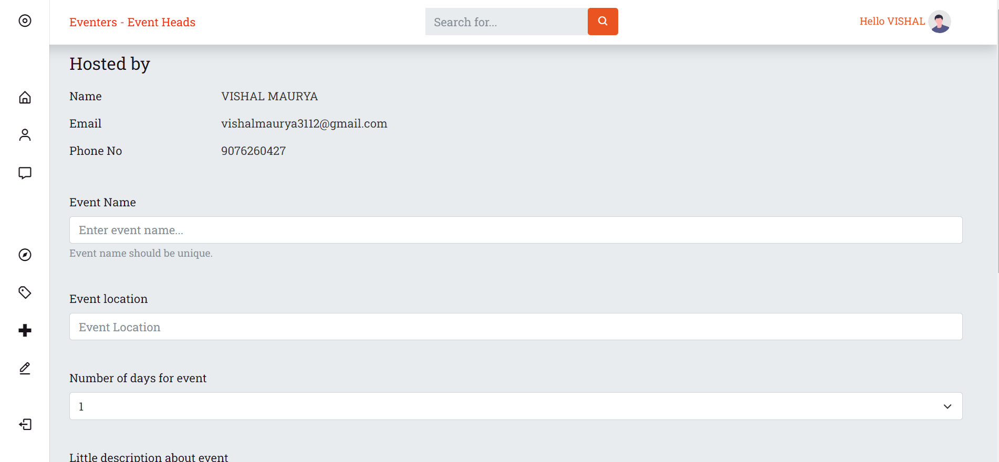 Eventers - Event Heads
Search for...
Hello VISHAL
Hosted by
Name VISHAL MAURYA
Email vishalmaurya3112@gmail.com
Phone No 9076260427
Event Name
Enter event name...
Event name should be unique.
Event location
Event Location
Number of days for event
1
Little description about event